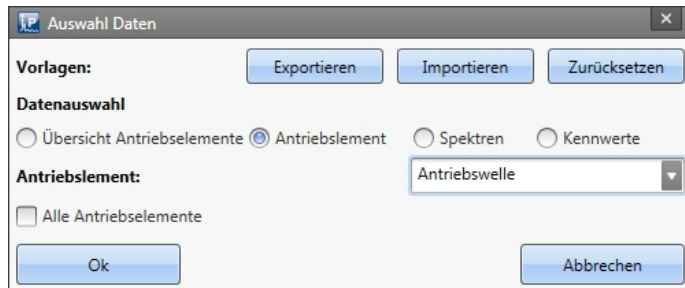 Auswahl Daten
Vorlagen: Exportieren Importieren Zurücksetzen
Datenauswahl
Übersicht Antriebselemente Antriebslement Spektren Kennwerte
Antriebslement: Antriebswelle
Alle Antriebselemente
Ok Abbrechen